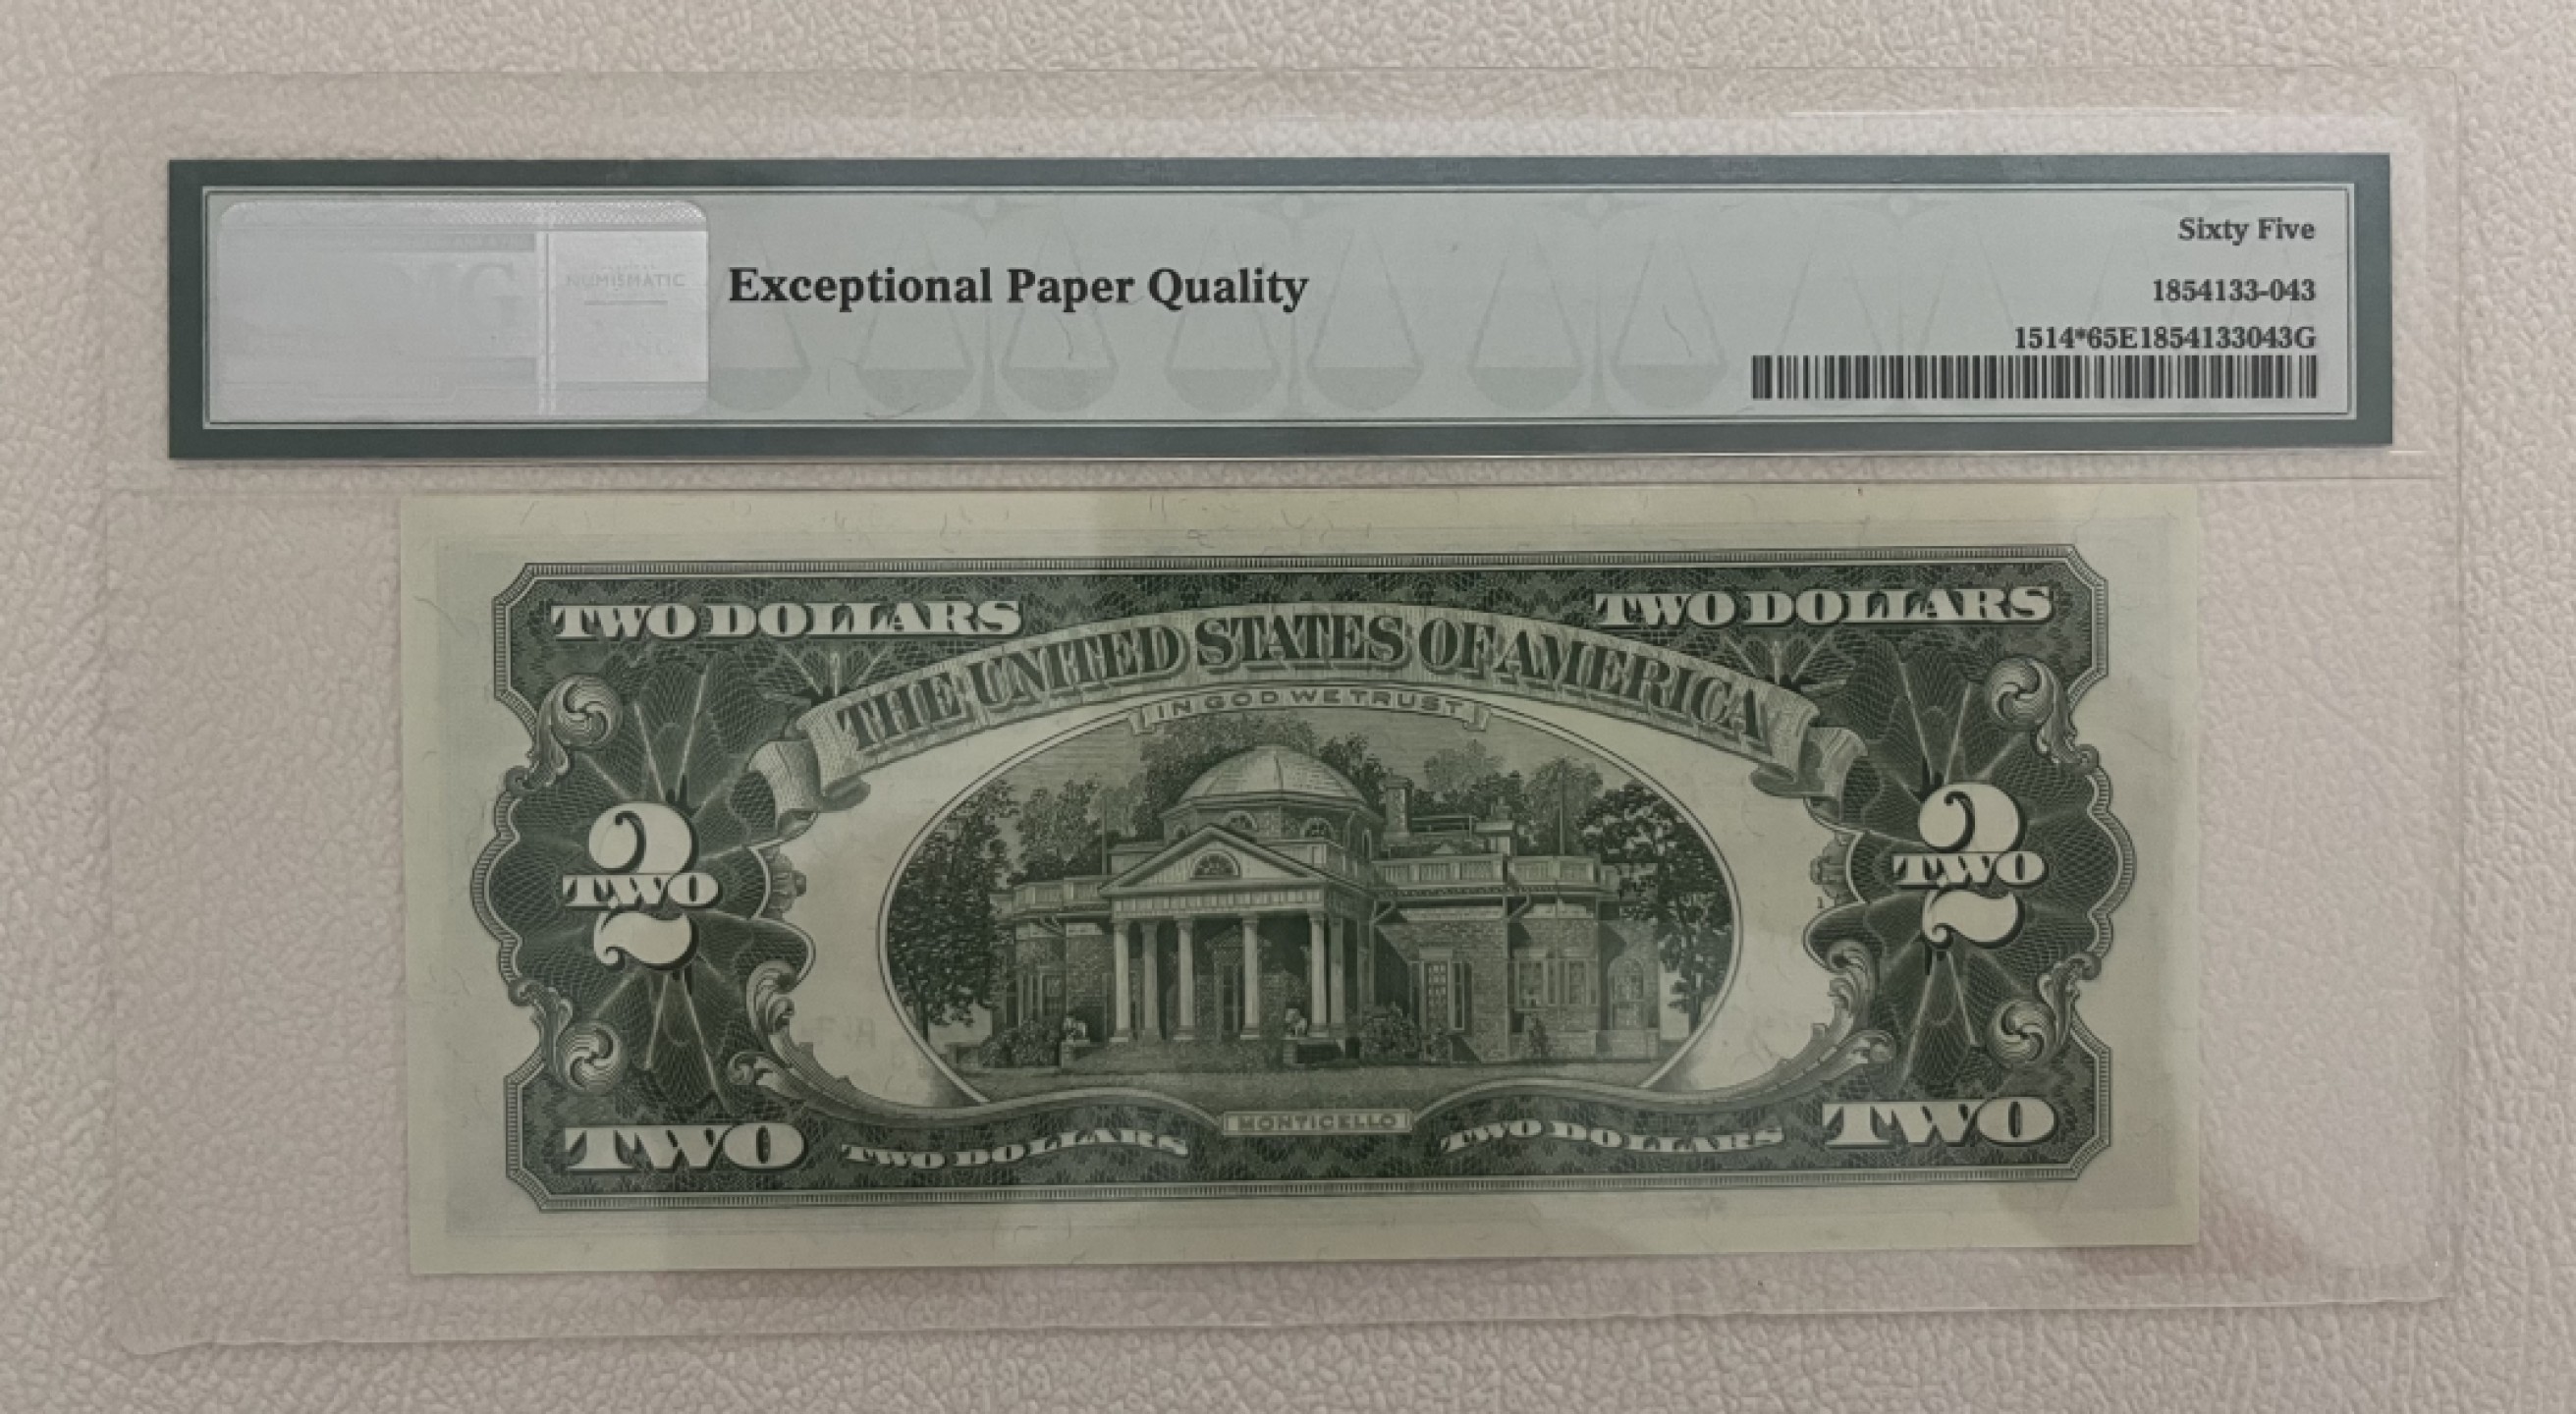 Sixty Five
NUMISMATIC
Exceptional Paper Quality
1854133-043
1514*65E1854133043G
TWO DOLLARS
TWO DOLLARS
THE UNITED STATES OF AMERICA
IN GOD WE TRUST
2
TWO
2
TWO
MONTICELLO
TWO
TWO DOLLARS
TWO DOLLARS
TWO